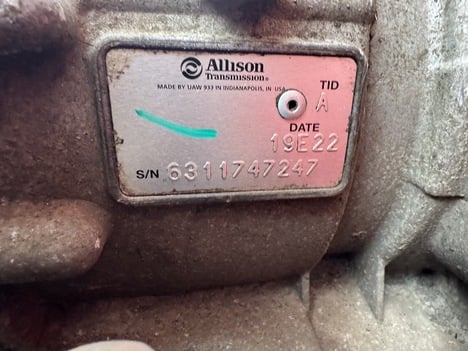 Allison
Transmission®
MADE BY UAW 933 IN INDIANAPOLIS, IN USA
TID
A
DATE
19E22
S/N 6311747247